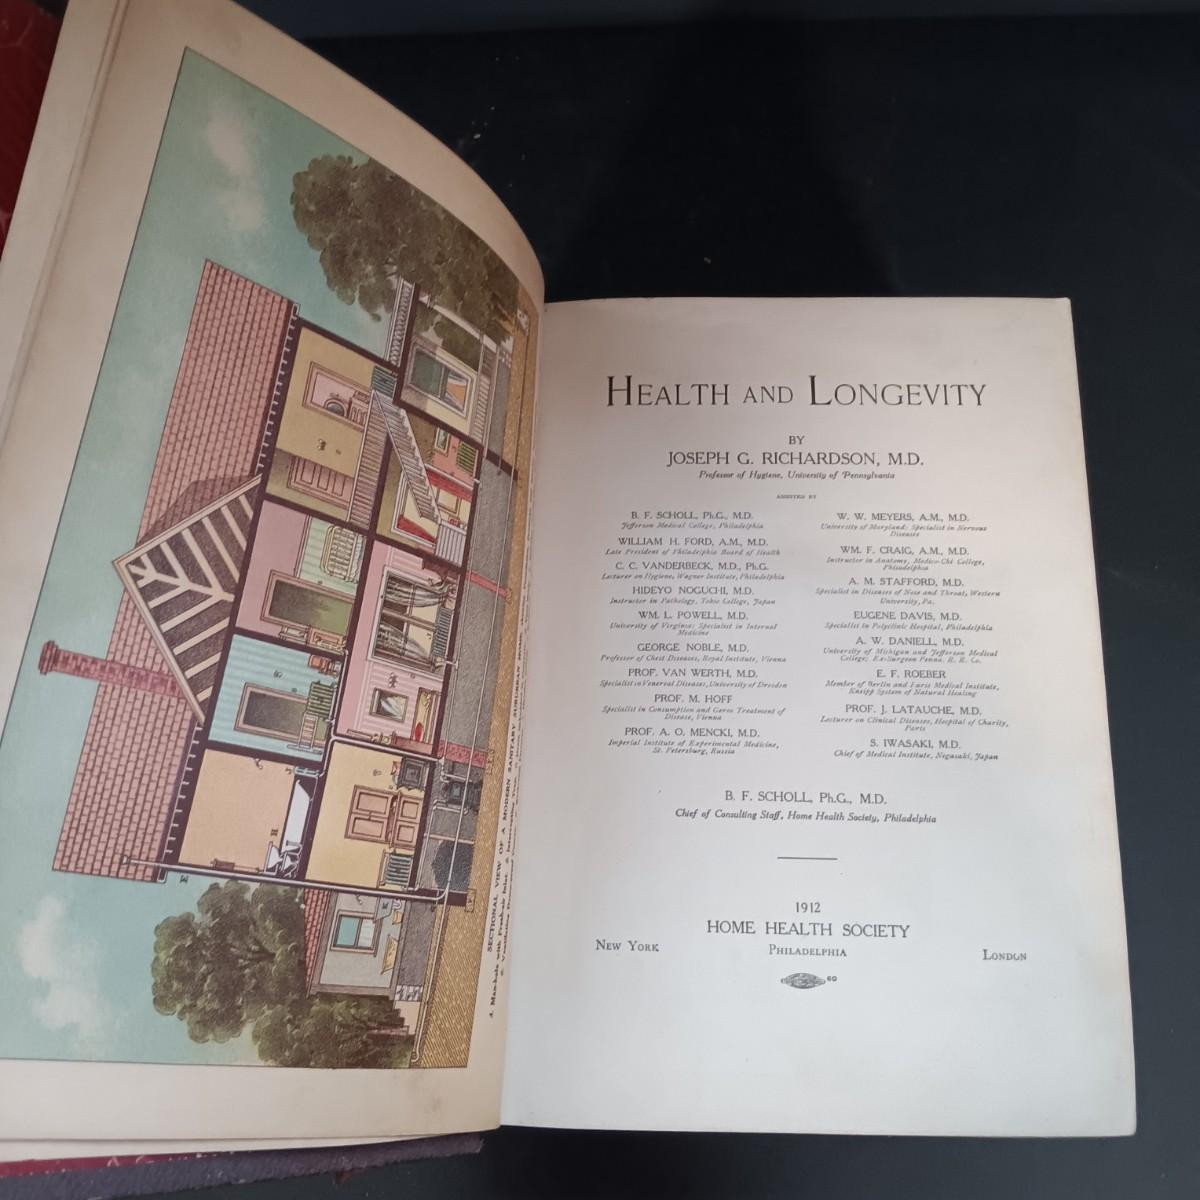 SECTIONAL VIEW OF A MODERN SANITARY SUBURBAN HOME
HEALTH AND LONGEVITY
BY
JOSEPH G. RICHARDSON, M.D.
Professor of Hygiene, University of Pennsylvania
ASSISTED BY
B. F. SCHOLL, Ph.G., M.D.
Jefferson Medical College, Philadelphia
WILLIAM H. FORD, A.M., M.D.
Late President of Philadelphia Board of Health
C. C. VANDERBECK, M.D., Ph.G.
Lecturer on Hygiene, Wagner Institute, Philadelphia
HIDEYO NOGUCHI, M.D.
Instructor in Pathology, Tokio College, Japan
WM. L. POWELL, M.D.
University of Virginia: Specialist in Internal
Medicine
GEORGE NOBLE, M.D.
Professor of Chest Diseases, Royal Institute, Vienna
PROF. VAN WERTH, M.D.
Specialist in Venereal Diseases, University of Dresden
PROF. M. HOFF
Specialist in Consumption and Germ Treatment of
Disease, Vienna
PROF. A. O. MENCKI, M.D.
Imperial Institute of Experimental Medicine,
St. Petersburg, Russia
W. W. MEYERS, A.M., M.D.
University of Maryland: Specialist in Nervous
Diseases
WM. F. CRAIG, A.M., M.D.
Instructor in Anatomy, Medico-Chi College,
Philadelphia
A. M. STAFFORD, M.D.
Specialist in Diseases of Nose and Throat, Western
University, Pa.
EUGENE DAVIS, M.D.
Specialist in Polyclinic Hospital, Philadelphia
A. W. DANIELL, M.D.
University of Michigan and Jefferson Medical
College; Ex-Surgeon Penna. R. R. Co.
E. F. ROEBER
Member of Berlin and Paris Medical Institute,
Kneipp System of Natural Healing
PROF. J. LATAUCHE, M.D.
Lecturer on Clinical Diseases, Hospital of Charity,
Paris
S. IWASAKI, M.D.
Chief of Medical Institute, Negasaki, Japan
B. F. SCHOLL, Ph.G., M.D.
Chief of Consulting Staff, Home Health Society, Philadelphia
1912
HOME HEALTH SOCIETY
NEW YORK PHILADELPHIA LONDON
60